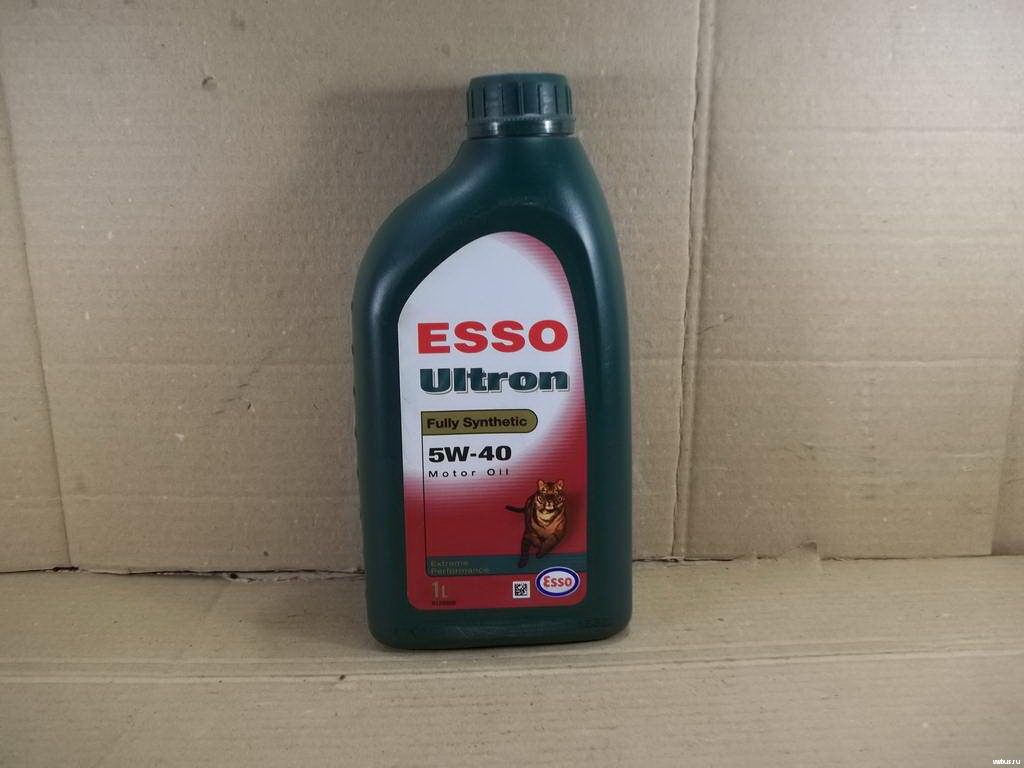 ESSO
Ultron
Fully Synthetic
5W-40
Motor Oil
Extreme
Performance
1L
Esso